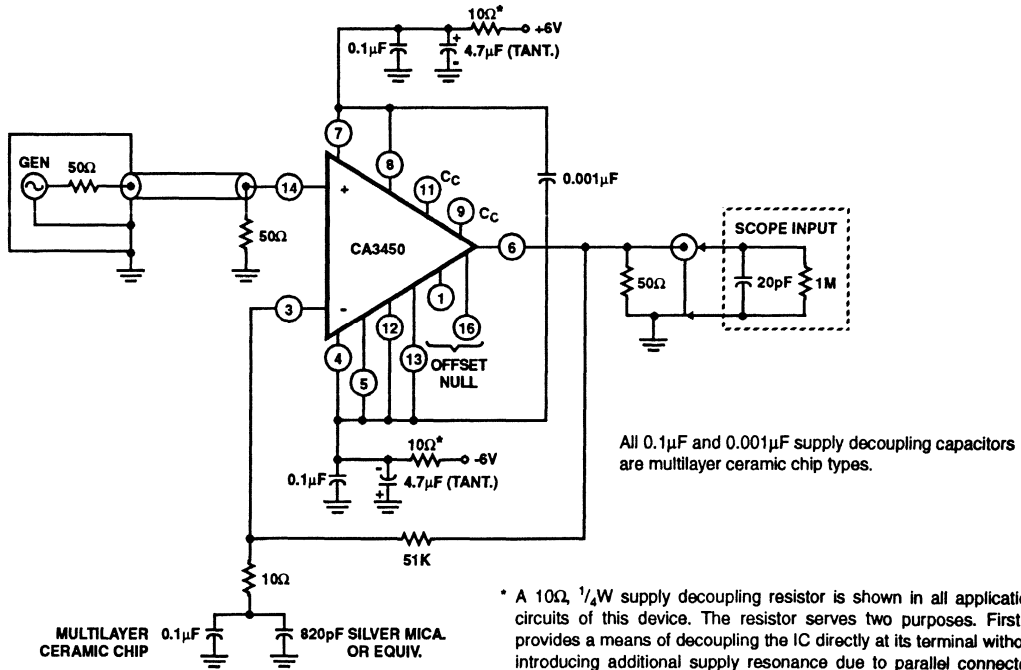 10Ω*
+6V
0.1µF
+
4.7µF (TANT.)
-
7
8
GEN
50Ω
14
+
11
CC
9
CC
0.001µF
50Ω
CA3450
6
SCOPE INPUT
50Ω
20pF
1M
3
-
1
12
16
4
5
13
OFFSET
NULL
10Ω*
-6V
0.1µF
-
+
4.7µF (TANT.)
All 0.1µF and 0.001µF supply decoupling capacitors
are multilayer ceramic chip types.
51K
10Ω
MULTILAYER
CERAMIC CHIP
0.1µF
820pF SILVER MICA.
OR EQUIV.
* A 10Ω, 1/4W supply decoupling resistor is shown in all applicatio
circuits of this device. The resistor serves two purposes. First
provides a means of decoupling the IC directly at its terminal witho
introducing additional supply resonance due to parallel connecte